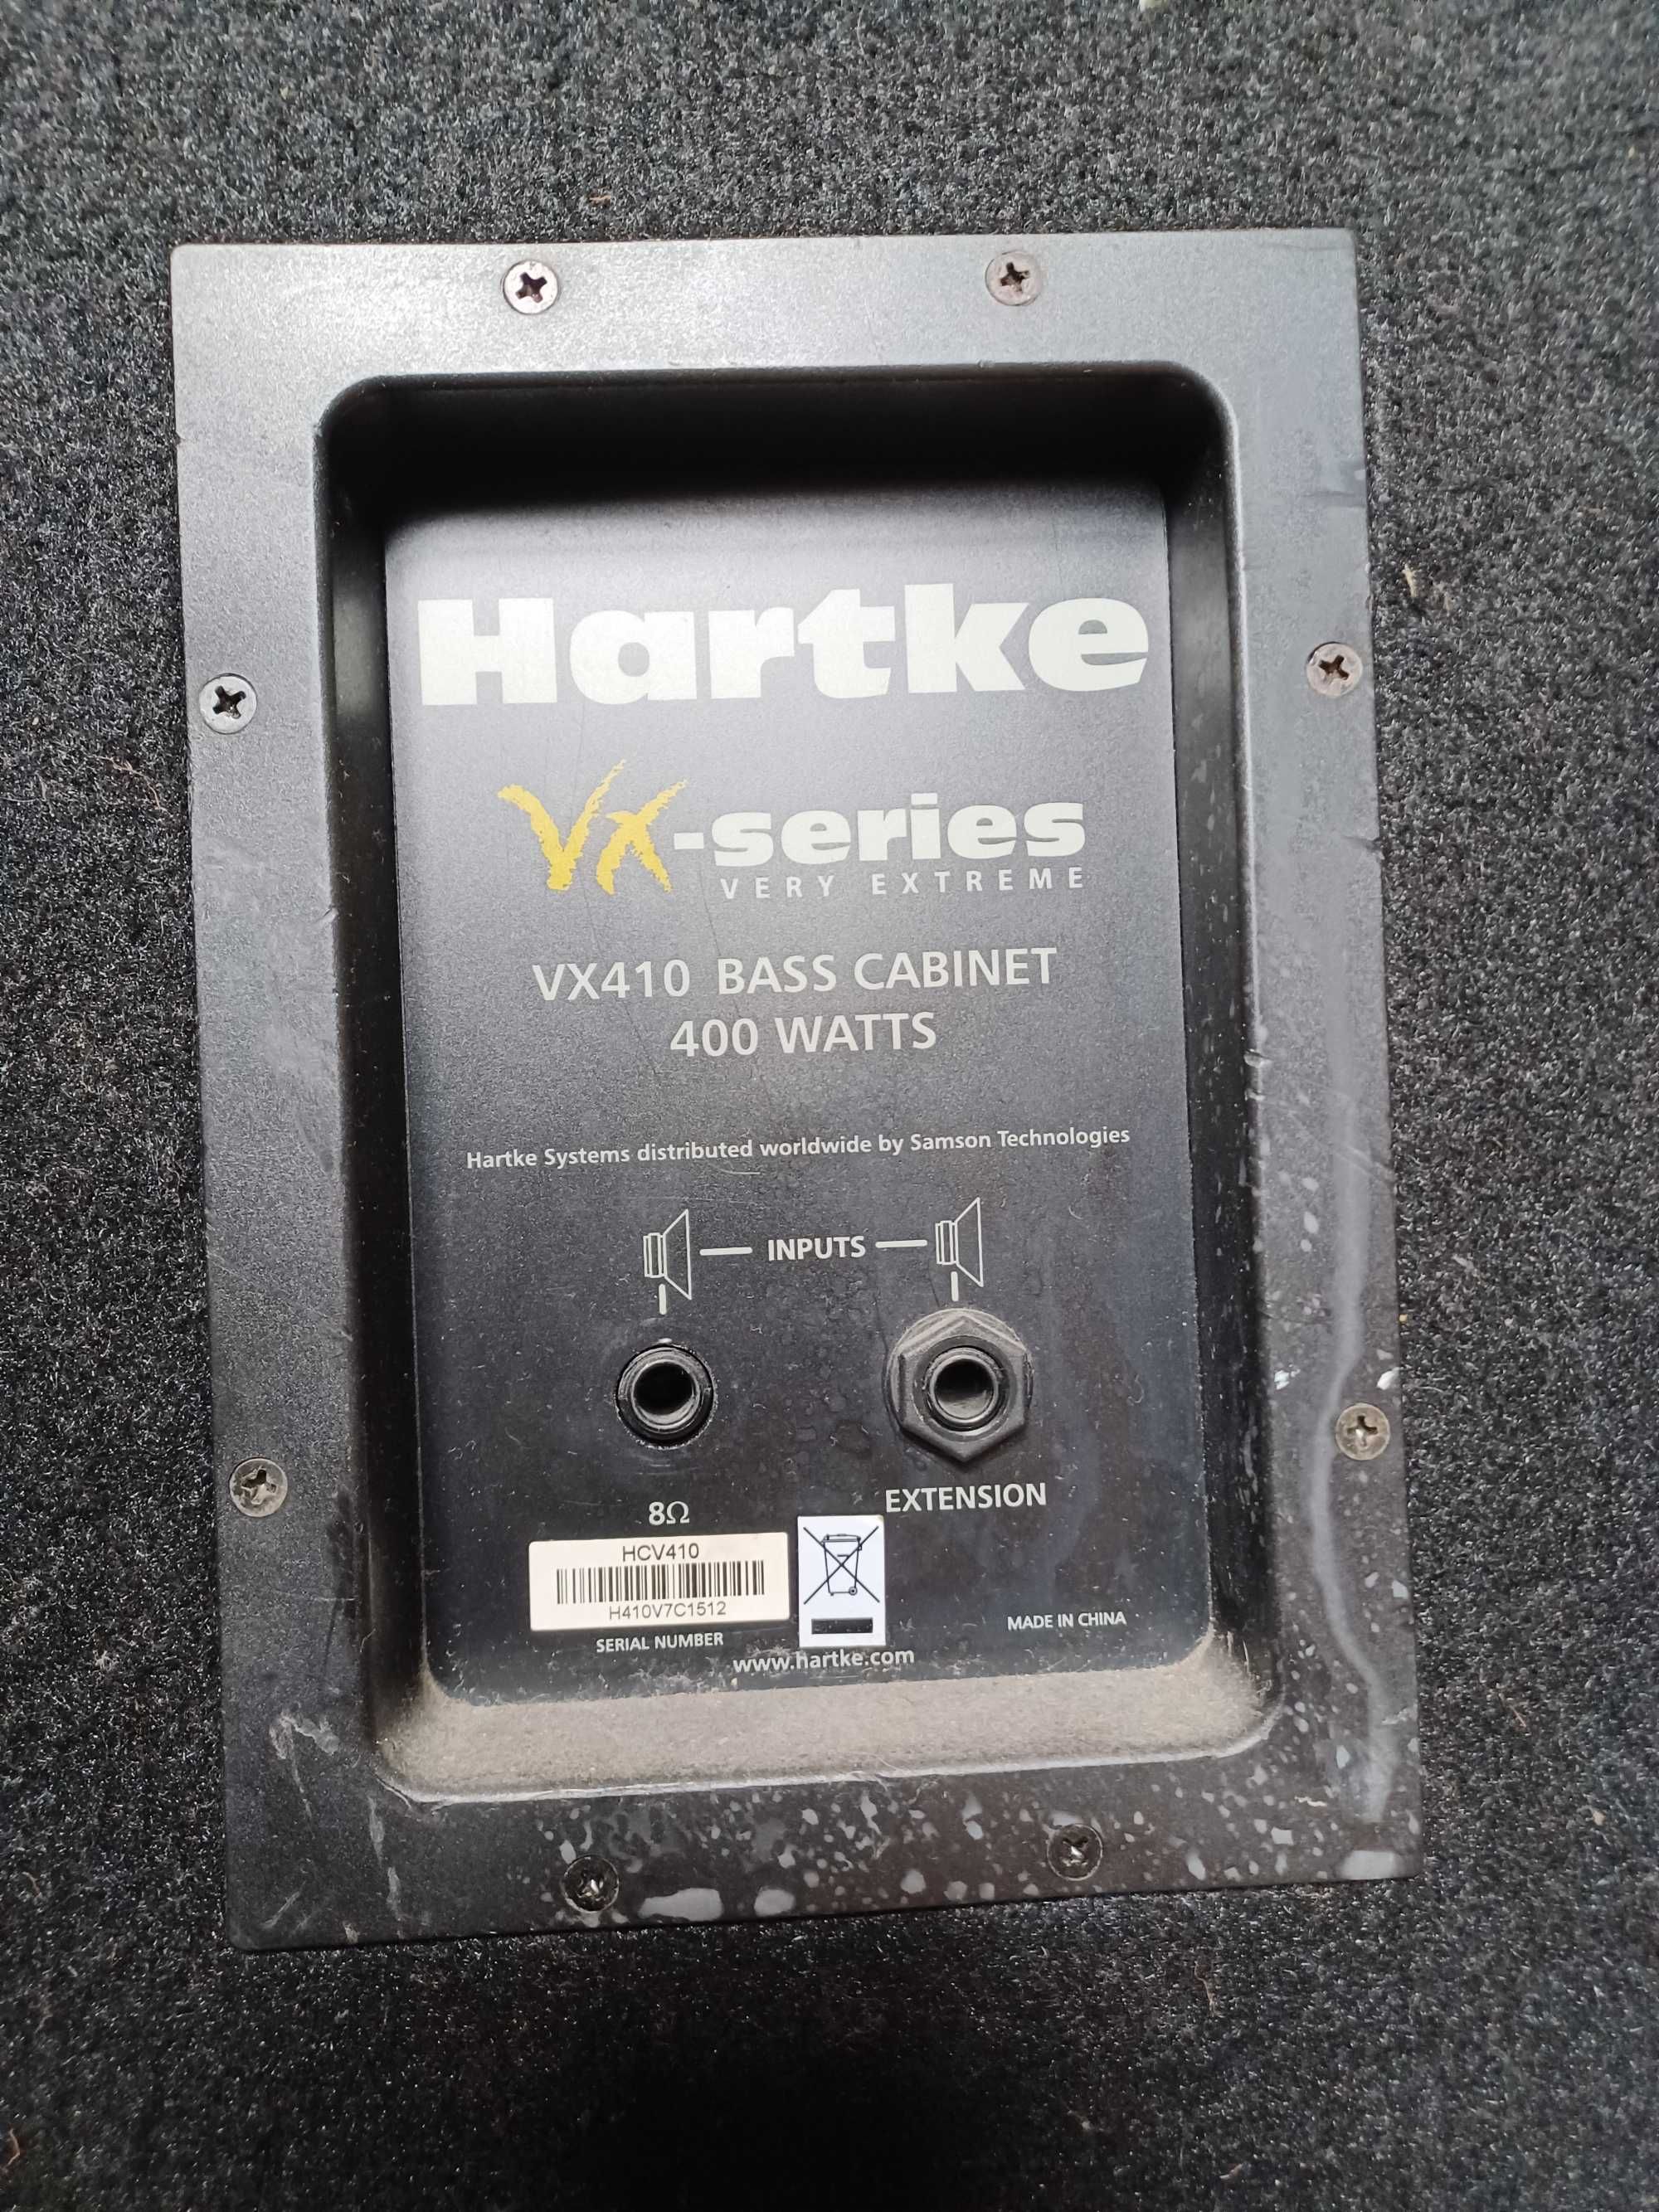 Hartke
VX-series
VERY EXTREME
VX410 BASS CABINET
400 WATTS
Hartke Systems distributed worldwide by Samson Technologies
INPUTS
8Ω
EXTENSION
HCV410
H410V7C1512
SERIAL NUMBER
MADE IN CHINA
www.hartke.com